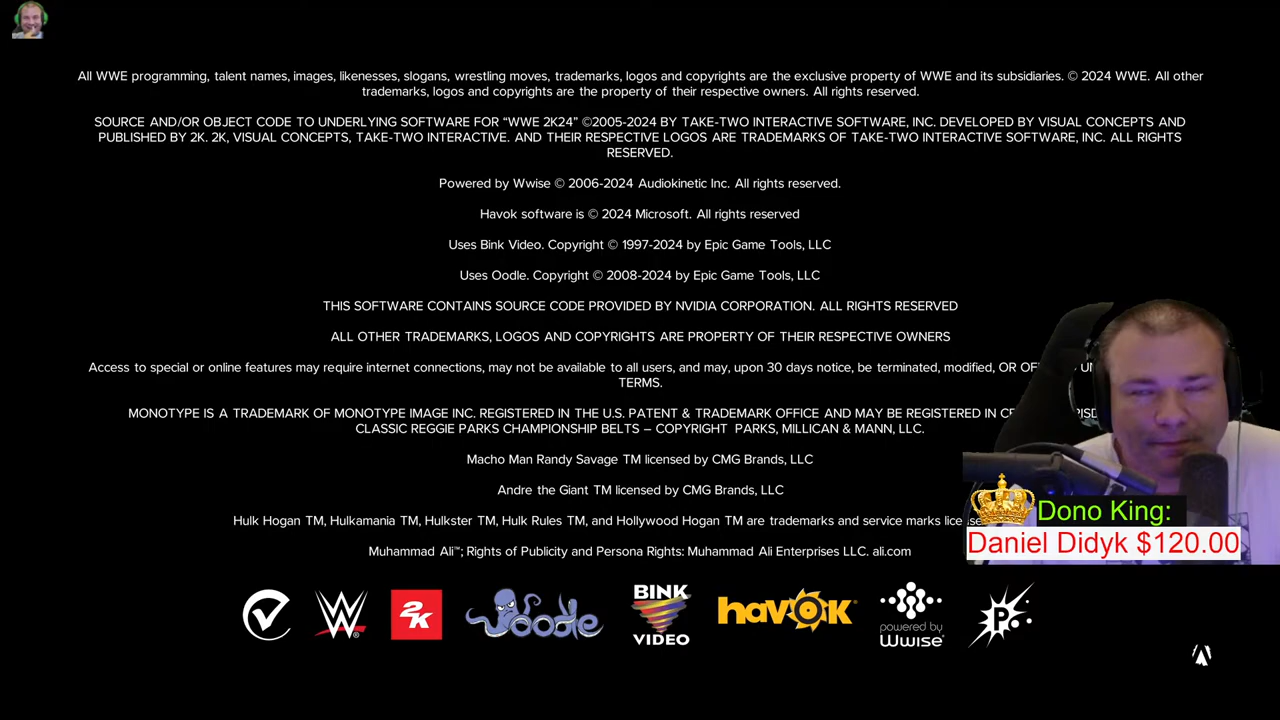 All WWE programming, talent names, images, likenesses, slogans, wrestling moves, trademarks, logos and copyrights are the exclusive property of WWE and its subsidiaries. © 2024 WWE. All other
trademarks, logos and copyrights are the property of their respective owners. All rights reserved.
SOURCE AND/OR OBJECT CODE TO UNDERLYING SOFTWARE FOR “WWE 2K24” ©2005-2024 BY TAKE-TWO INTERACTIVE SOFTWARE, INC. DEVELOPED BY VISUAL CONCEPTS AND
PUBLISHED BY 2K. 2K, VISUAL CONCEPTS, TAKE-TWO INTERACTIVE. AND THEIR RESPECTIVE LOGOS ARE TRADEMARKS OF TAKE-TWO INTERACTIVE SOFTWARE, INC. ALL RIGHTS
RESERVED.
Powered by Wwise © 2006-2024 Audiokinetic Inc. All rights reserved.
Havok software is © 2024 Microsoft. All rights reserved
Uses Bink Video. Copyright © 1997-2024 by Epic Game Tools, LLC
Uses Oodle. Copyright © 2008-2024 by Epic Game Tools, LLC
THIS SOFTWARE CONTAINS SOURCE CODE PROVIDED BY NVIDIA CORPORATION. ALL RIGHTS RESERVED
ALL OTHER TRADEMARKS, LOGOS AND COPYRIGHTS ARE PROPERTY OF THEIR RESPECTIVE OWNERS
Access to special or online features may require internet connections, may not be available to all users, and may, upon 30 days notice, be terminated, modified, OR
TERMS.
MONOTYPE IS A TRADEMARK OF MONOTYPE IMAGE INC. REGISTERED IN THE U.S. PATENT & TRADEMARK OFFICE AND MAY BE REGISTERED IN
CLASSIC REGGIE PARKS CHAMPIONSHIP BELTS – COPYRIGHT PARKS, MILLICAN & MANN, LLC.
Macho Man Randy Savage TM licensed by CMG Brands, LLC
Andre the Giant TM licensed by CMG Brands, LLC
Hulk Hogan TM, Hulkamania TM, Hulkster TM, Hulk Rules TM, and Hollywood Hogan TM are trademarks and service marks
Dono King:
Daniel Didyk $120.00
Muhammad Ali™; Rights of Publicity and Persona Rights: Muhammad Ali Enterprises LLC. ali.com
W 2K oodle BINK VIDEO havok® powered by Wwise P